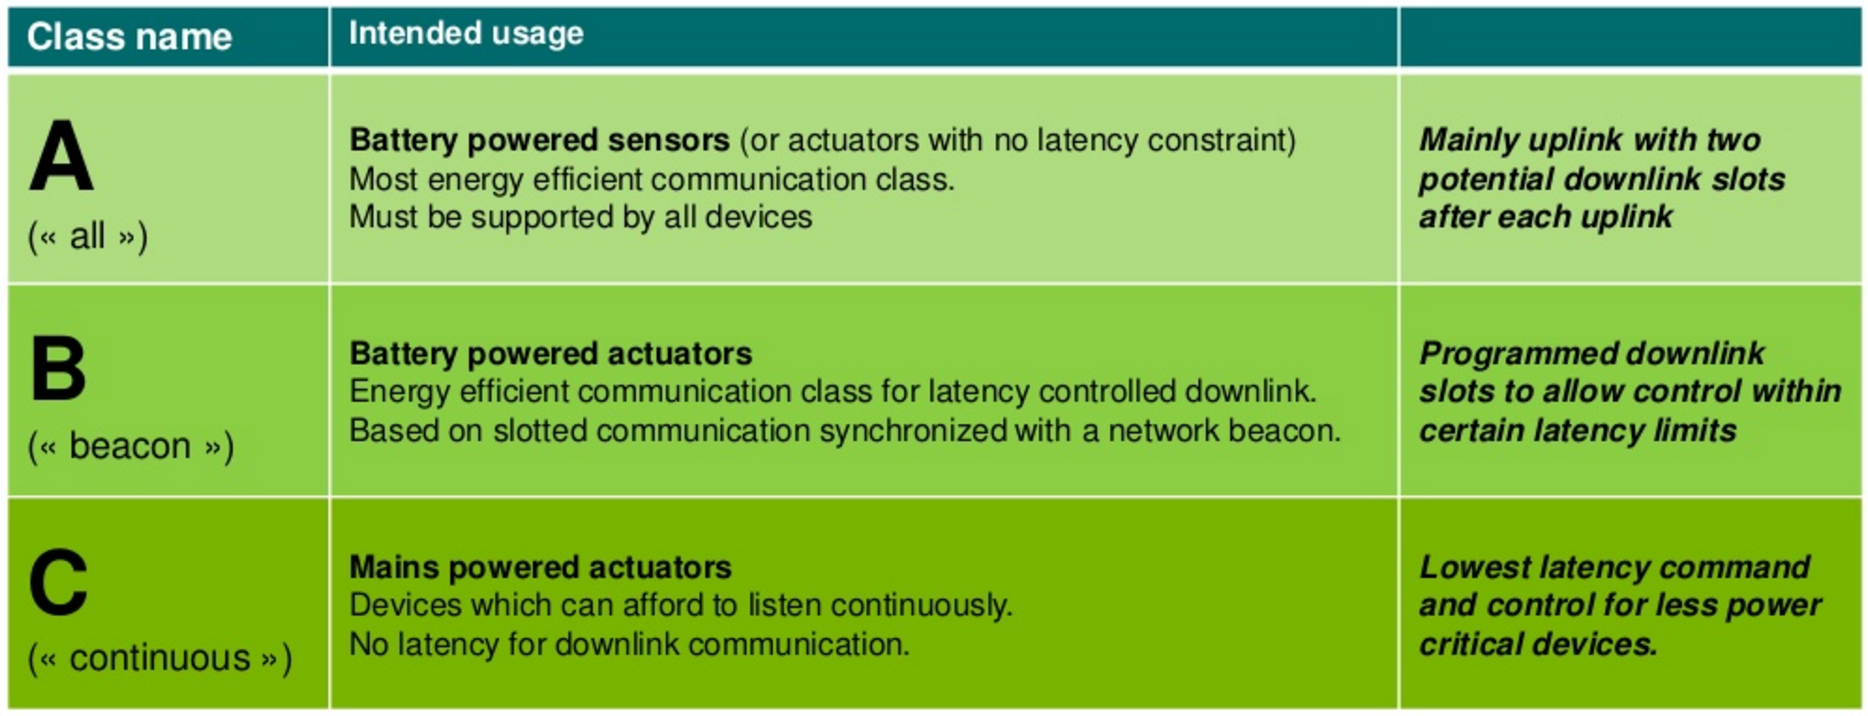 Class name
Intended usage
A
(« all »)
Battery powered sensors (or actuators with no latency constraint)
Most energy efficient communication class.
Must be supported by all devices
Mainly uplink with two
potential downlink slots
after each uplink
B
(« beacon »)
Battery powered actuators
Energy efficient communication class for latency controlled downlink.
Based on slotted communication synchronized with a network beacon.
Programmed downlink
slots to allow control within
certain latency limits
C
(« continuous »)
Mains powered actuators
Devices which can afford to listen continuously.
No latency for downlink communication.
Lowest latency command
and control for less power
critical devices.